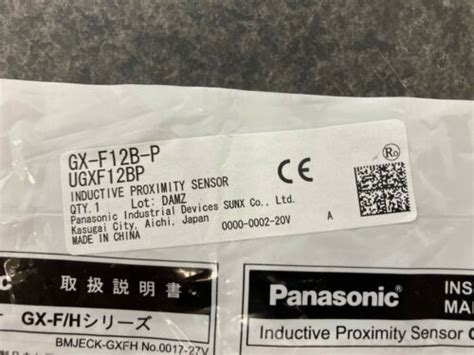 GX-F12B-P
UGXF12BP
INDUCTIVE PROXIMITY SENSOR
QTY.1 Lot: DAMZ
Panasonic Industrial Devices SUNX Co., Ltd.
Kasugai City, Aichi, Japan 0000-0002-20V A
MADE IN CHINA
CE
Ro
取扱説明書
GX-F/Hシリーズ
BMJECK-GXFH No.0017-27V
Panasonic
INS
MA
Inductive Proximity Sensor